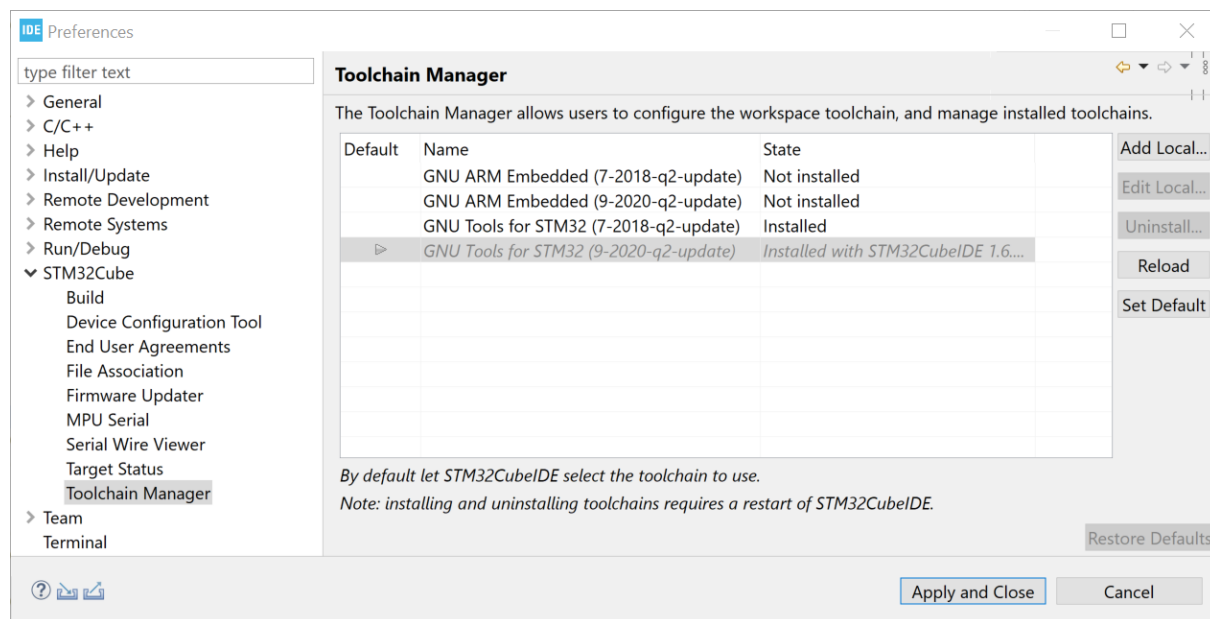 IDE Preferences
type filter text
General
C/C++
Help
Install/Update
Remote Development
Remote Systems
Run/Debug
STM32Cube
Build
Device Configuration Tool
End User Agreements
File Association
Firmware Updater
MPU Serial
Serial Wire Viewer
Target Status
Toolchain Manager
Team
Terminal
Toolchain Manager
The Toolchain Manager allows users to configure the workspace toolchain, and manage installed toolchains.
Default Name State
GNU ARM Embedded (7-2018-q2-update) Not installed
GNU ARM Embedded (9-2020-q2-update) Not installed
GNU Tools for STM32 (7-2018-q2-update) Installed
GNU Tools for STM32 (9-2020-q2-update) Installed with STM32CubeIDE 1.6....
Add Local...
Edit Local...
Uninstall...
Reload
Set Default
By default let STM32CubeIDE select the toolchain to use.
Note: installing and uninstalling toolchains requires a restart of STM32CubeIDE.
Restore Defaults
Apply and Close Cancel